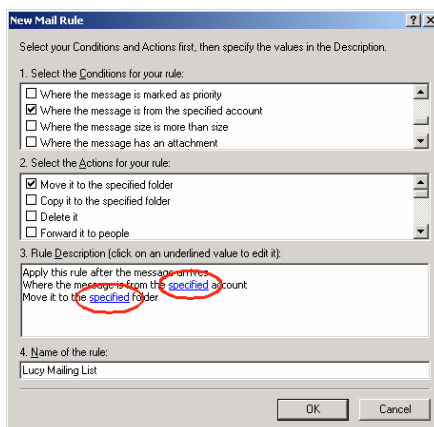 New Mail Rule
Select your Conditions and Actions first, then specify the values in the Description.
1. Select the Conditions for your rule:
Where the message is marked as priority
Where the message is from the specified account
Where the message size is more than size
Where the message has an attachment
2. Select the Actions for your rule:
Move it to the specified folder
Copy it to the specified folder
Delete it
Forward it to people
3. Rule Description (click on an underlined value to edit it):
Apply this rule after the message arrives
Where the message is from the specified account
Move it to the specified folder
4. Name of the rule:
Lucy Mailing List
OK Cancel